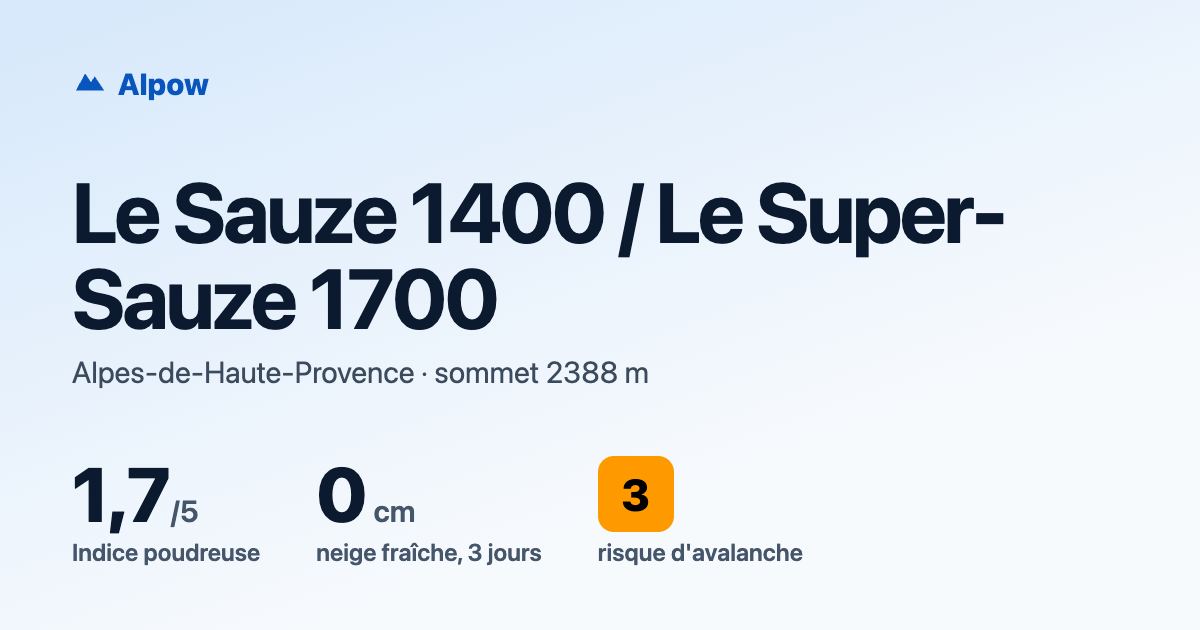 Alpow
Le Sauze 1400 / Le Super-
Sauze 1700
Alpes-de-Haute-Provence · sommet 2388 m
1,7/5
Indice poudreuse
0 cm
neige fraîche, 3 jours
3
risque d'avalanche